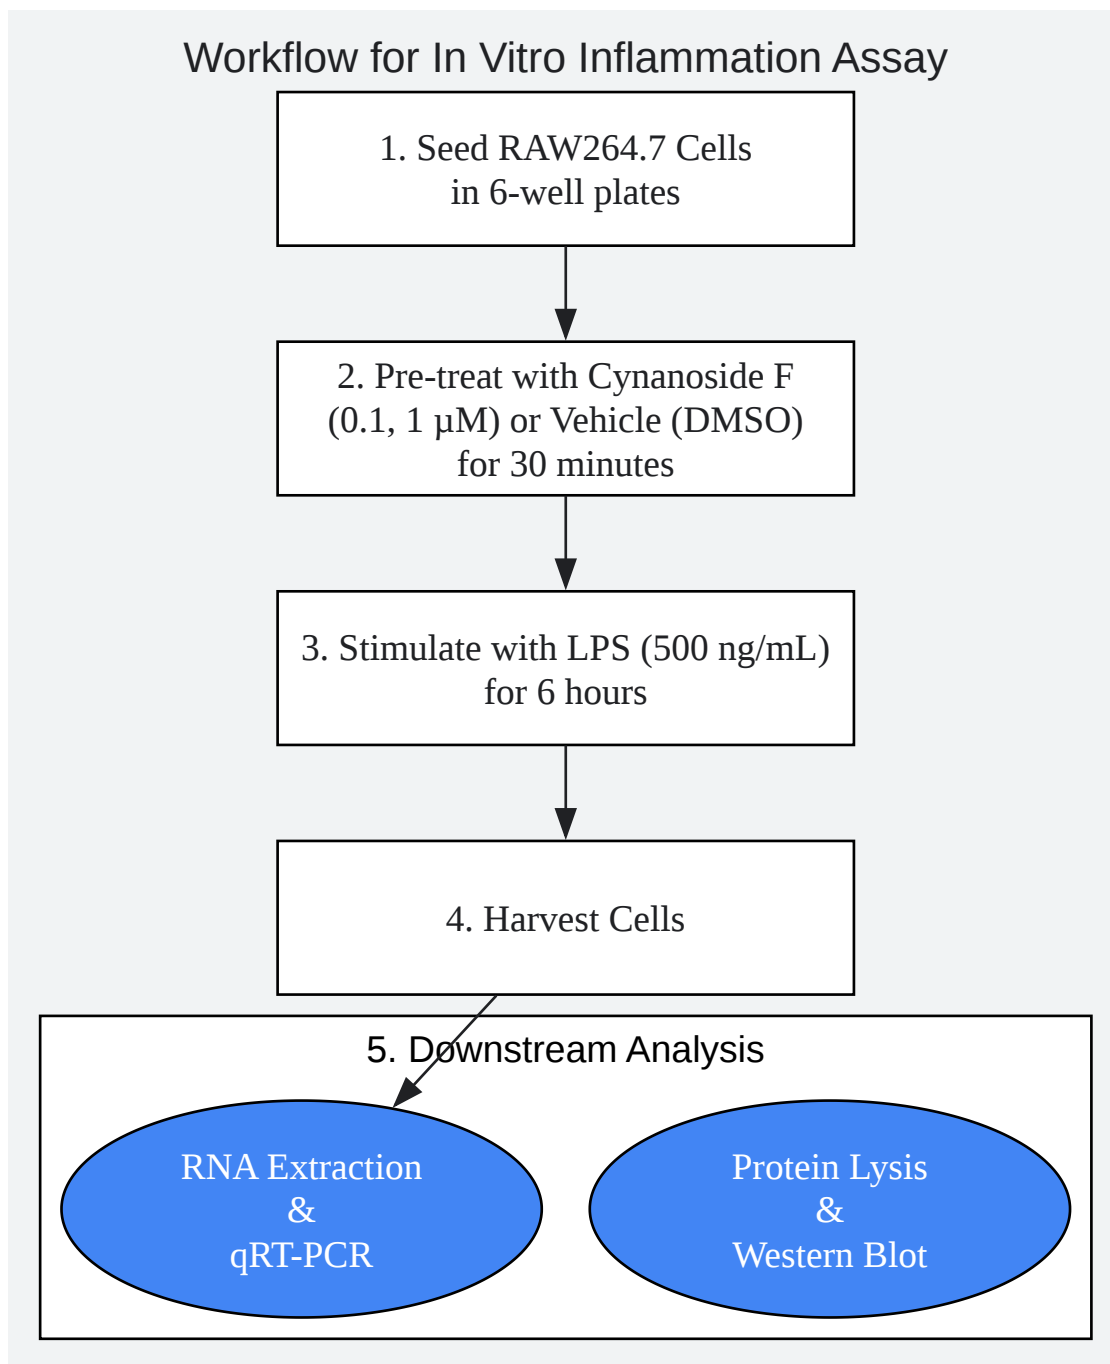 Workflow for In Vitro Inflammation Assay
1. Seed RAW264.7 Cells
in 6-well plates
2. Pre-treat with Cynanoside F
(0.1, 1 µM) or Vehicle (DMSO)
for 30 minutes
3. Stimulate with LPS (500 ng/mL)
for 6 hours
4. Harvest Cells
5. Downstream Analysis
RNA Extraction
&
qRT-PCR
Protein Lysis
&
Western Blot